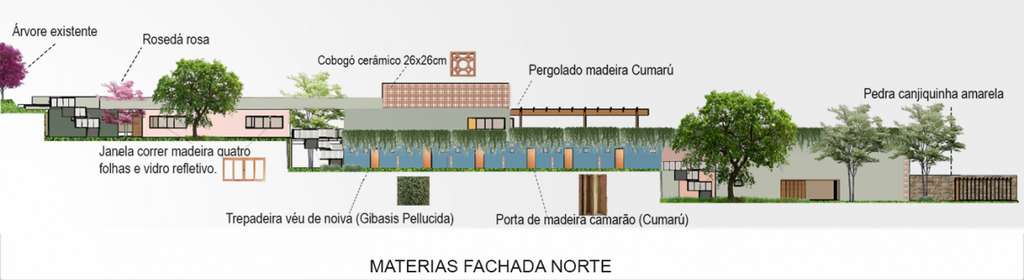 Árvore existente
Rosedá rosa
Cobogó cerâmico 26x26cm
Pergolado madeira Cumarú
Pedra canjiquinha amarela
Janela correr madeira quatro
folhas e vidro refletivo.
Trepadeira véu de noiva (Gibasis Pellucida)
Porta de madeira camarão (Cumarú)
MATERIAS FACHADA NORTE